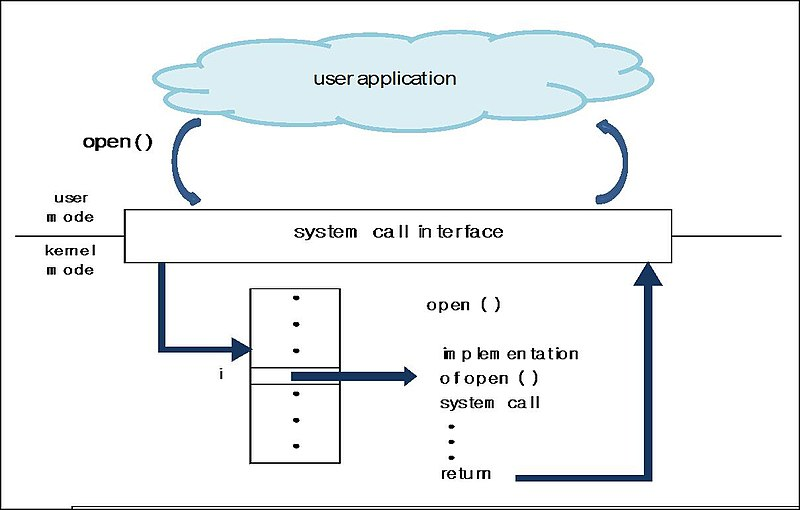 user application
open()
user
mode
system call interface
kernel
mode
open ()
i
implementation
of open ()
system call
return